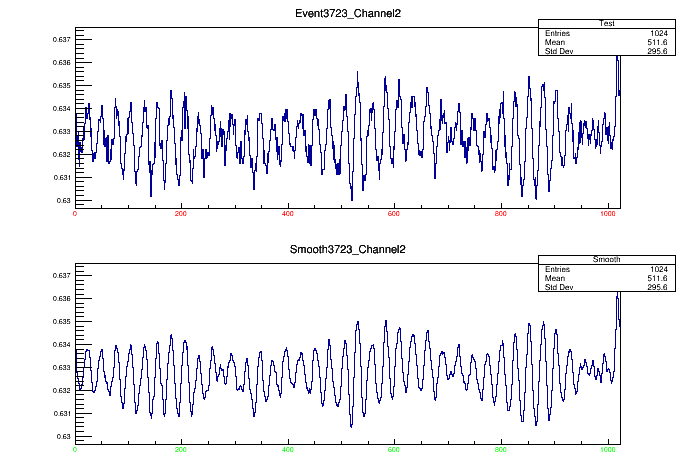 Event3723_Channel2
Test
Entries 1024
Mean 511.6
Std Dev 295.6
0.637
0.636
0.635
0.634
0.633
0.632
0.631
0.63
0 200 400 600 800 1000
Smooth3723_Channel2
Smooth
Entries 1024
Mean 511.6
Std Dev 295.6
0.637
0.636
0.635
0.634
0.633
0.632
0.631
0.63
0 200 400 600 800 1000